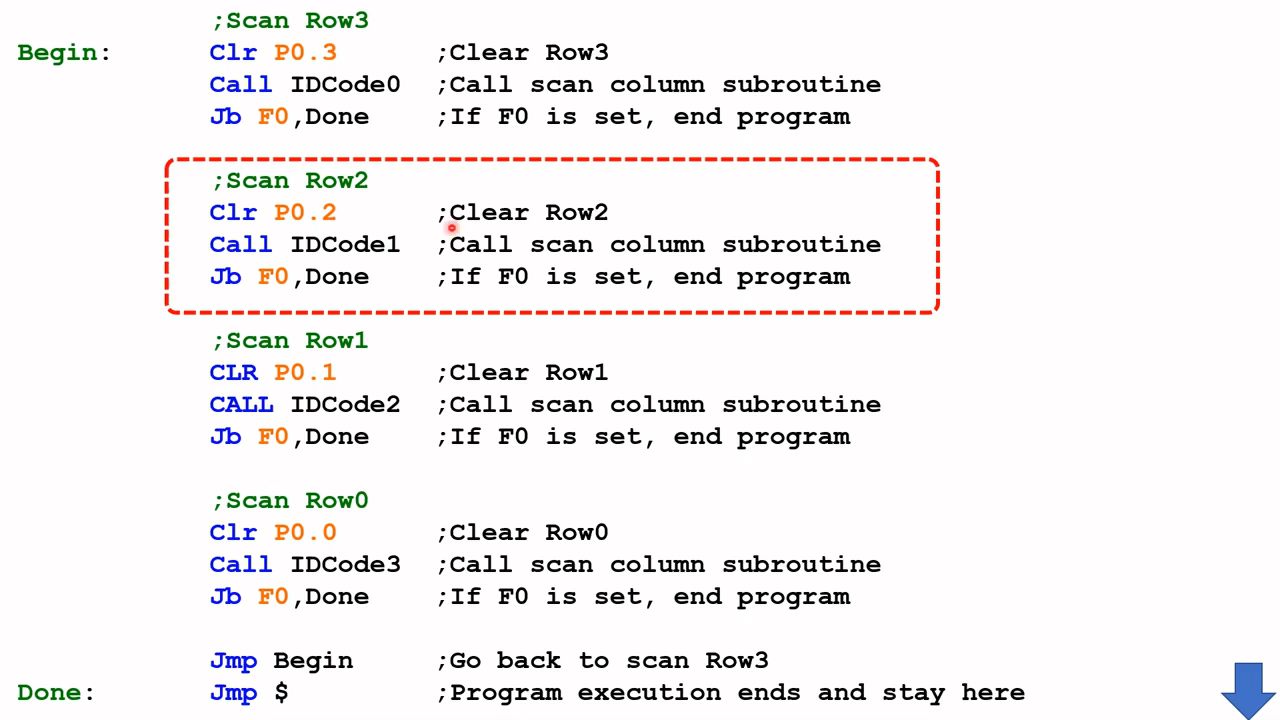 ;Scan Row3
Begin: Clr P0.3 ;Clear Row3
Call IDCode0 ;Call scan column subroutine
Jb F0,Done ;If F0 is set, end program
;Scan Row2
Clr P0.2 ;Clear Row2
Call IDCode1 ;Call scan column subroutine
Jb F0,Done ;If F0 is set, end program
;Scan Row1
CLR P0.1 ;Clear Row1
CALL IDCode2 ;Call scan column subroutine
Jb F0,Done ;If F0 is set, end program
;Scan Row0
Clr P0.0 ;Clear Row0
Call IDCode3 ;Call scan column subroutine
Jb F0,Done ;If F0 is set, end program
Jmp Begin ;Go back to scan Row3
Done: Jmp $ ;Program execution ends and stay here